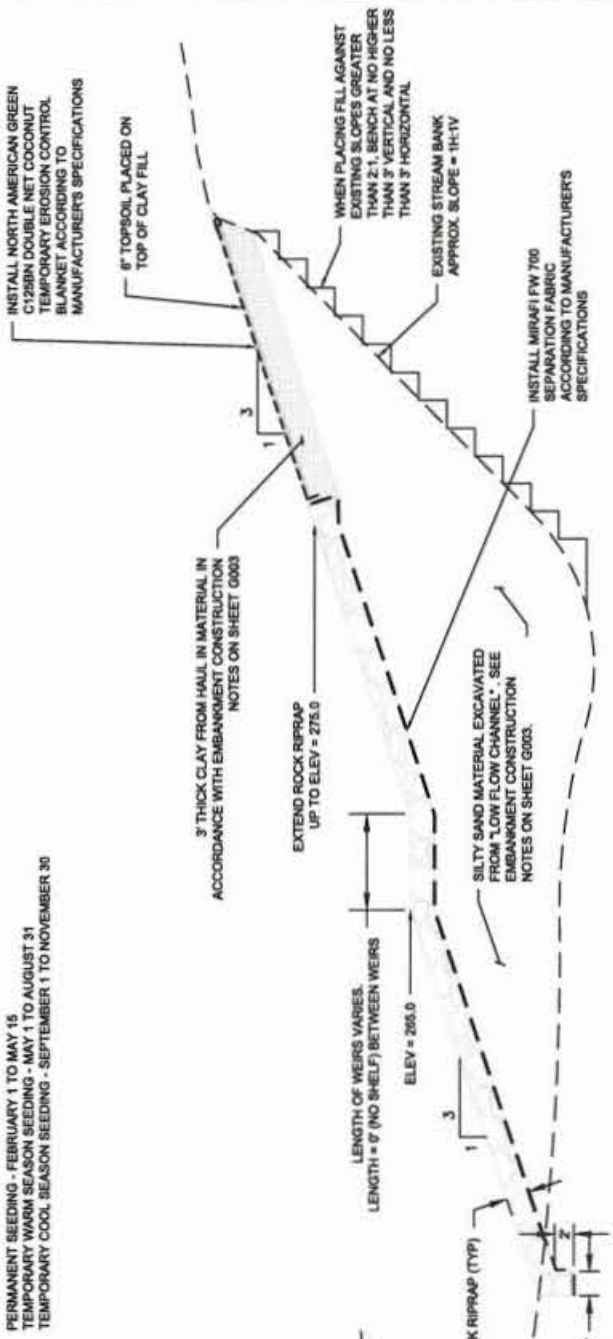 PERMANENT SEEDING - FEBRUARY 1 TO MAY 15
TEMPORARY WARM SEASON SEEDING - MAY 1 TO AUGUST 31
TEMPORARY COOL SEASON SEEDING - SEPTEMBER 1 TO NOVEMBER 30
INSTALL NORTH AMERICAN GREEN
C125BN DOUBLE NET COCONUT
TEMPORARY EROSION CONTROL
BLANKET ACCORDING TO
MANUFACTURER'S SPECIFICATIONS
6" TOPSOIL PLACED ON
TOP OF CLAY FILL
3
1
3' THICK CLAY FROM HAUL IN MATERIAL IN
ACCORDANCE WITH EMBANKMENT CONSTRUCTION
NOTES ON SHEET G003
WHEN PLACING FILL AGAINST
EXISTING SLOPES GREATER
THAN 2:1, BENCH AT NO HIGHER
THAN 3' VERTICAL AND NO LESS
THAN 3' HORIZONTAL
EXISTING STREAM BANK
APPROX. SLOPE = 1H:1V
EXTEND ROCK RIPRAP
UP TO ELEV = 275.0
LENGTH OF WEIRS VARIES.
LENGTH = 0' (NO SHELF) BETWEEN WEIRS
ELEV = 265.0
INSTALL MIRAFI FW 700
SEPARATION FABRIC
ACCORDING TO MANUFACTURER'S
SPECIFICATIONS
SILTY SAND MATERIAL EXCAVATED
FROM "LOW FLOW CHANNEL". SEE
EMBANKMENT CONSTRUCTION
NOTES ON SHEET G003.
3
1
K RIPRAP (TYP)
2'